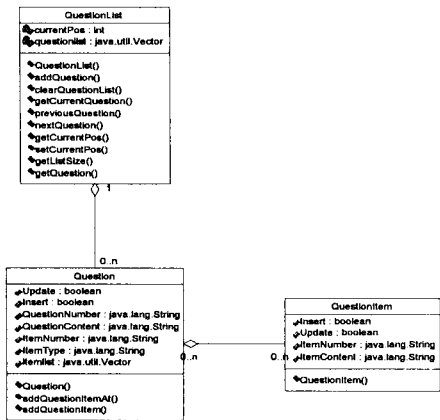 QuestionList
currentPos : int
questionlist : java.util.Vector
QuestionList()
addQuestion()
clearQuestionList()
getCurrentQuestion()
previousQuestion()
nextQuestion()
getCurrentPos()
setCurrentPos()
getListSize()
getQuestion()
1
0..n
Question
Update : boolean
Insert : boolean
QuestionNumber : java.lang.String
QuestionContent : java.lang.String
ItemNumber : java.lang.String
ItemType : java.lang.String
Itemlist : java.util.Vector
Question()
addQuestionItemAt()
addQuestionItem()
0..n
0..n
QuestionItem
Insert : boolean
Update : boolean
ItemNumber : java.lang.String
ItemContent : java.lang.String
QuestionItem()